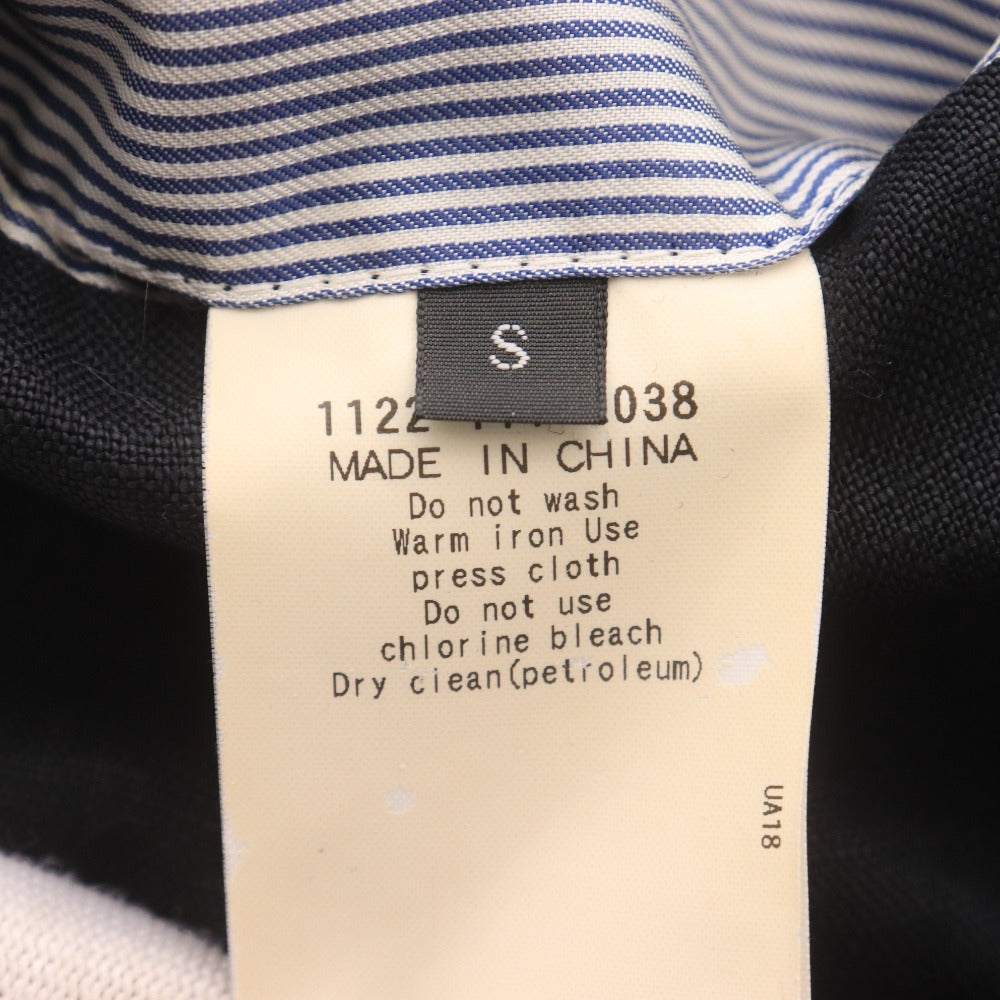 S
1122 038
MADE IN CHINA
Do not wash
Warm iron Use
press cloth
Do not use
chlorine bleach
Dry clean(petroleum)
UA18